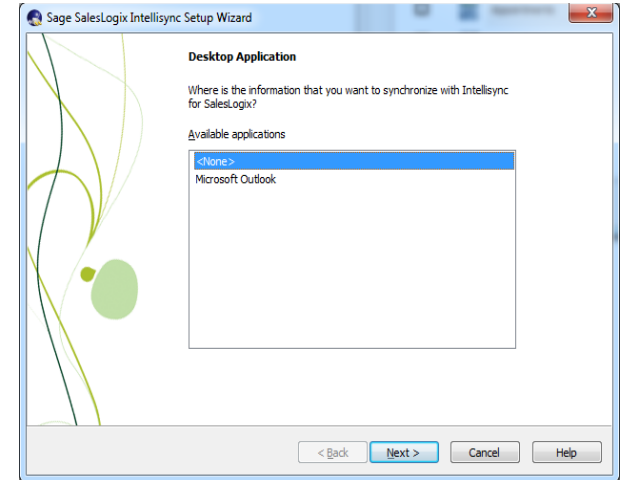 Sage SalesLogix Intellisync Setup Wizard
Desktop Application
Where is the information that you want to synchronize with Intellisync
for SalesLogix?
Available applications
<None>
Microsoft Outlook
< Back
Next >
Cancel
Help